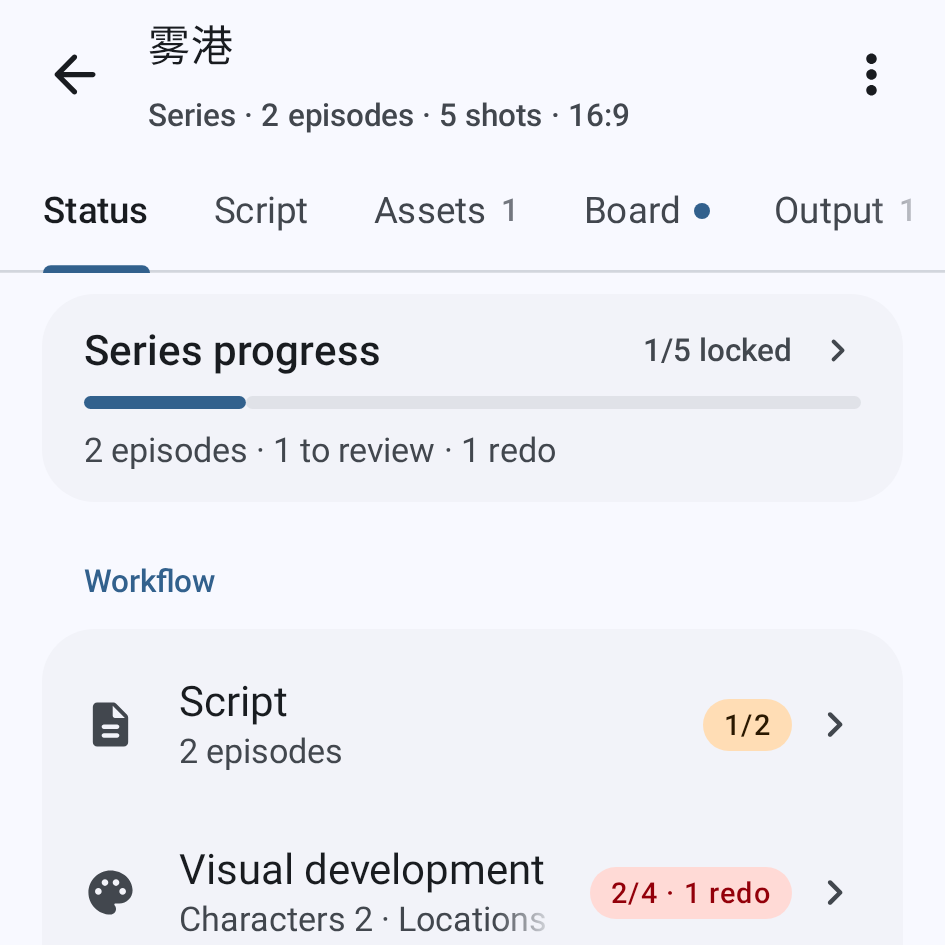 雾港
Series · 2 episodes · 5 shots · 16:9
Status Script Assets 1 Board Output 1
Series progress 1/5 locked
2 episodes · 1 to review · 1 redo
Workflow
Script
1/2
2 episodes
Visual development
2/4 · 1 redo
Characters 2 · Locations